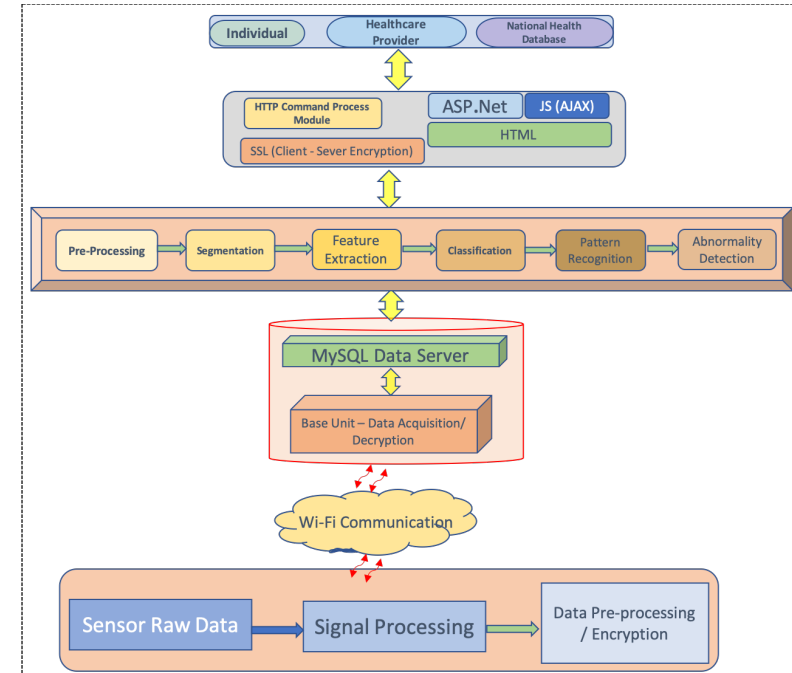 Individual
Healthcare
Provider
National Health
Database
HTTP Command Process
Module
ASP.Net
JS (AJAX)
HTML
SSL (Client - Sever Encryption)
Pre-Processing
Segmentation
Feature
Extraction
Classification
Pattern
Recognition
Abnormality
Detection
MySQL Data Server
Base Unit – Data Acquisition/
Decryption
Wi-Fi Communication
Sensor Raw Data
Signal Processing
Data Pre-processing
/ Encryption